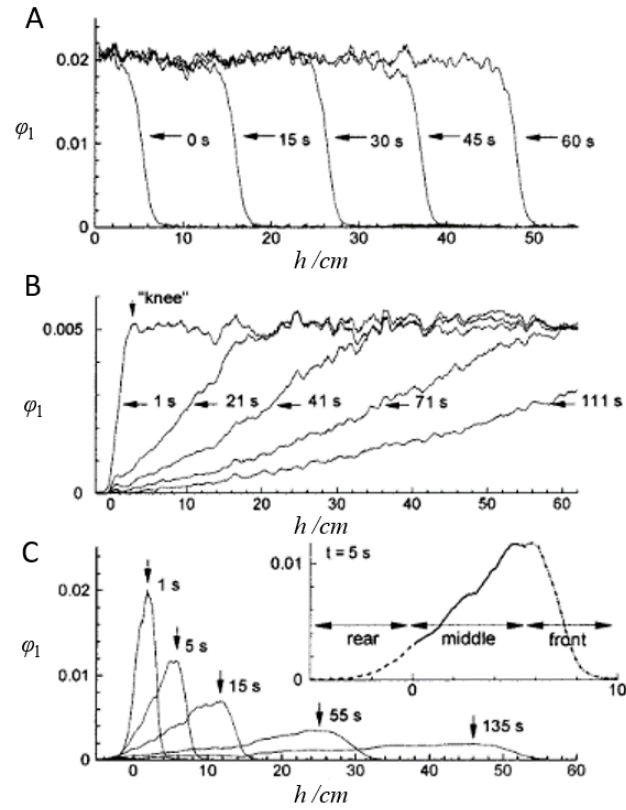 A
0.02
φ1
0.01
0
0 s
15 s
30 s
45 s
60 s
0 10 20 30 40 50
h /cm
B
"knee"
0.005
φ1
0
1 s
21 s
41 s
71 s
111 s
0 10 20 30 40 50 60
h /cm
C
0.02
φ1
0.01
0
1 s
5 s
15 s
55 s
135 s
t = 5 s
0.01
rear
middle
front
0
0 10
0 10 20 30 40 50 60
h /cm